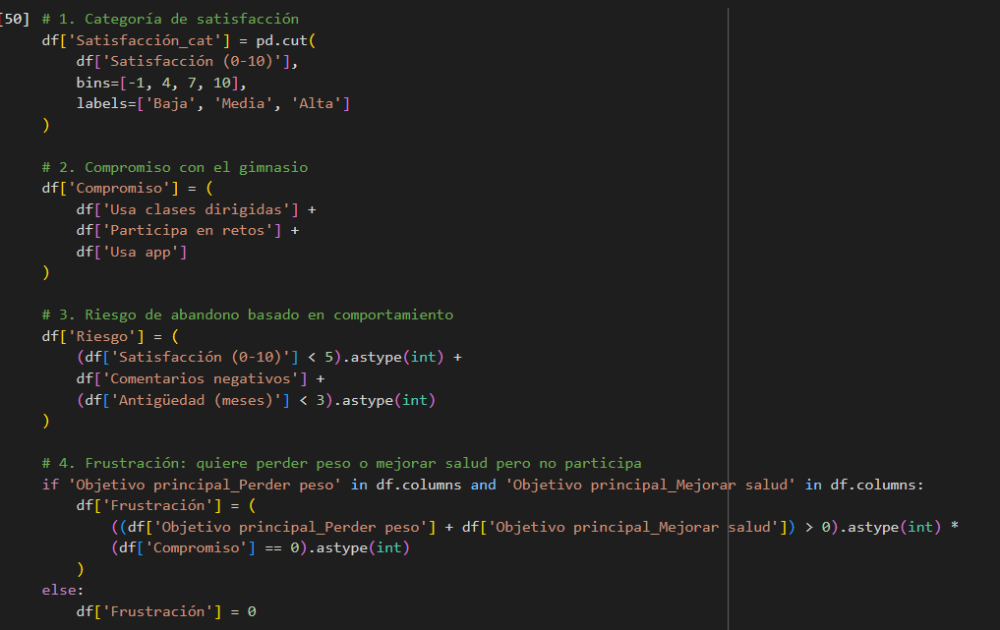 [50] # 1. Categoría de satisfacción
df['Satisfacción_cat'] = pd.cut(
    df['Satisfacción (0-10)'],
    bins=[-1, 4, 7, 10],
    labels=['Baja', 'Media', 'Alta']
)

# 2. Compromiso con el gimnasio
df['Compromiso'] = (
    df['Usa clases dirigidas'] +
    df['Participa en retos'] +
    df['Usa app']
)

# 3. Riesgo de abandono basado en comportamiento
df['Riesgo'] = (
    (df['Satisfacción (0-10)'] < 5).astype(int) +
    df['Comentarios negativos'] +
    (df['Antigüedad (meses)'] < 3).astype(int)
)

# 4. Frustración: quiere perder peso o mejorar salud pero no participa
if 'Objetivo principal_Perder peso' in df.columns and 'Objetivo principal_Mejorar salud' in df.columns:
    df['Frustración'] = (
        ((df['Objetivo principal_Perder peso'] + df['Objetivo principal_Mejorar salud']) > 0).astype(int) *
        (df['Compromiso'] == 0).astype(int)
    )
else:
    df['Frustración'] = 0